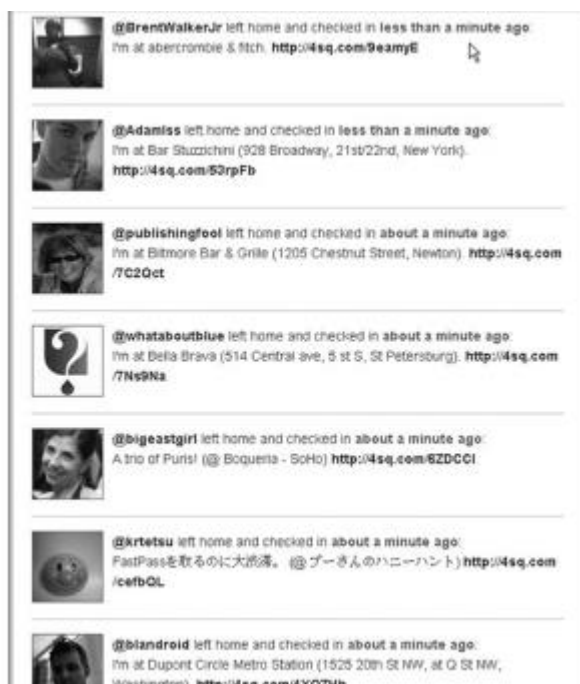 @BrentWalkerJr left home and checked in less than a minute ago:
I'm at abercrombie & fitch. http://4sq.com/9eamyE
@Adamiss left home and checked in less than a minute ago:
I'm at Bar Stuzzichini (928 Broadway, 21st/22nd, New York).
http://4sq.com/53rpFb
@publishingfool left home and checked in about a minute ago:
I'm at Biltmore Bar & Grille (1205 Chestnut Street, Newton). http://4sq.com
/7C2Qct
@whataboutblue left home and checked in about a minute ago:
I'm at Bella Brava (514 Central ave, 5 st S, St Petersburg). http://4sq.com
/7Ns9Na
@bigeastgirl left home and checked in about a minute ago:
A trio of Puris! (@ Boqueria - SoHo) http://4sq.com/6ZDCCl
@krtetsu left home and checked in about a minute ago:
FastPassを取るのに大渋滞。 (@ プーさんのハニーハント) http://4sq.com
/cefbQL
@blandroid left home and checked in about a minute ago:
I'm at Dupont Circle Metro Station (1525 20th St NW, at Q St NW,